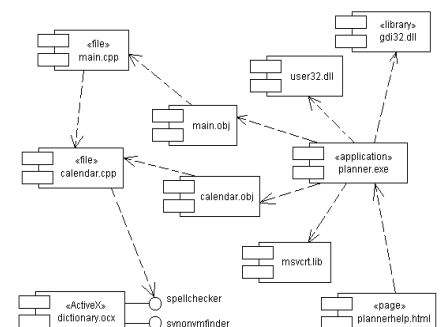 «library»
gdi32.dll
«file»
main.cpp
user32.dll
main.obj
«file»
calendar.cpp
«application»
planner.exe
calendar.obj
msvcrt.lib
«ActiveX»
dictionary.ocx
spellchecker
synonymfinder
«page»
plannerhelp.html